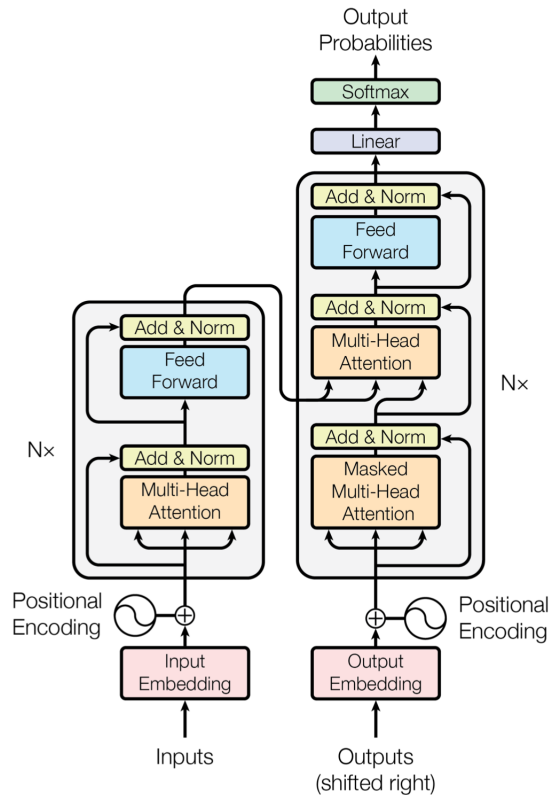 Output
Probabilities
Softmax
Linear
Add & Norm
Feed
Forward
Add & Norm
Multi-Head
Attention
Add & Norm
Masked
Multi-Head
Attention
N×
Add & Norm
Feed
Forward
Add & Norm
Multi-Head
Attention
N×
Positional
Encoding
Positional
Encoding
Input
Embedding
Output
Embedding
Inputs
Outputs
(shifted right)